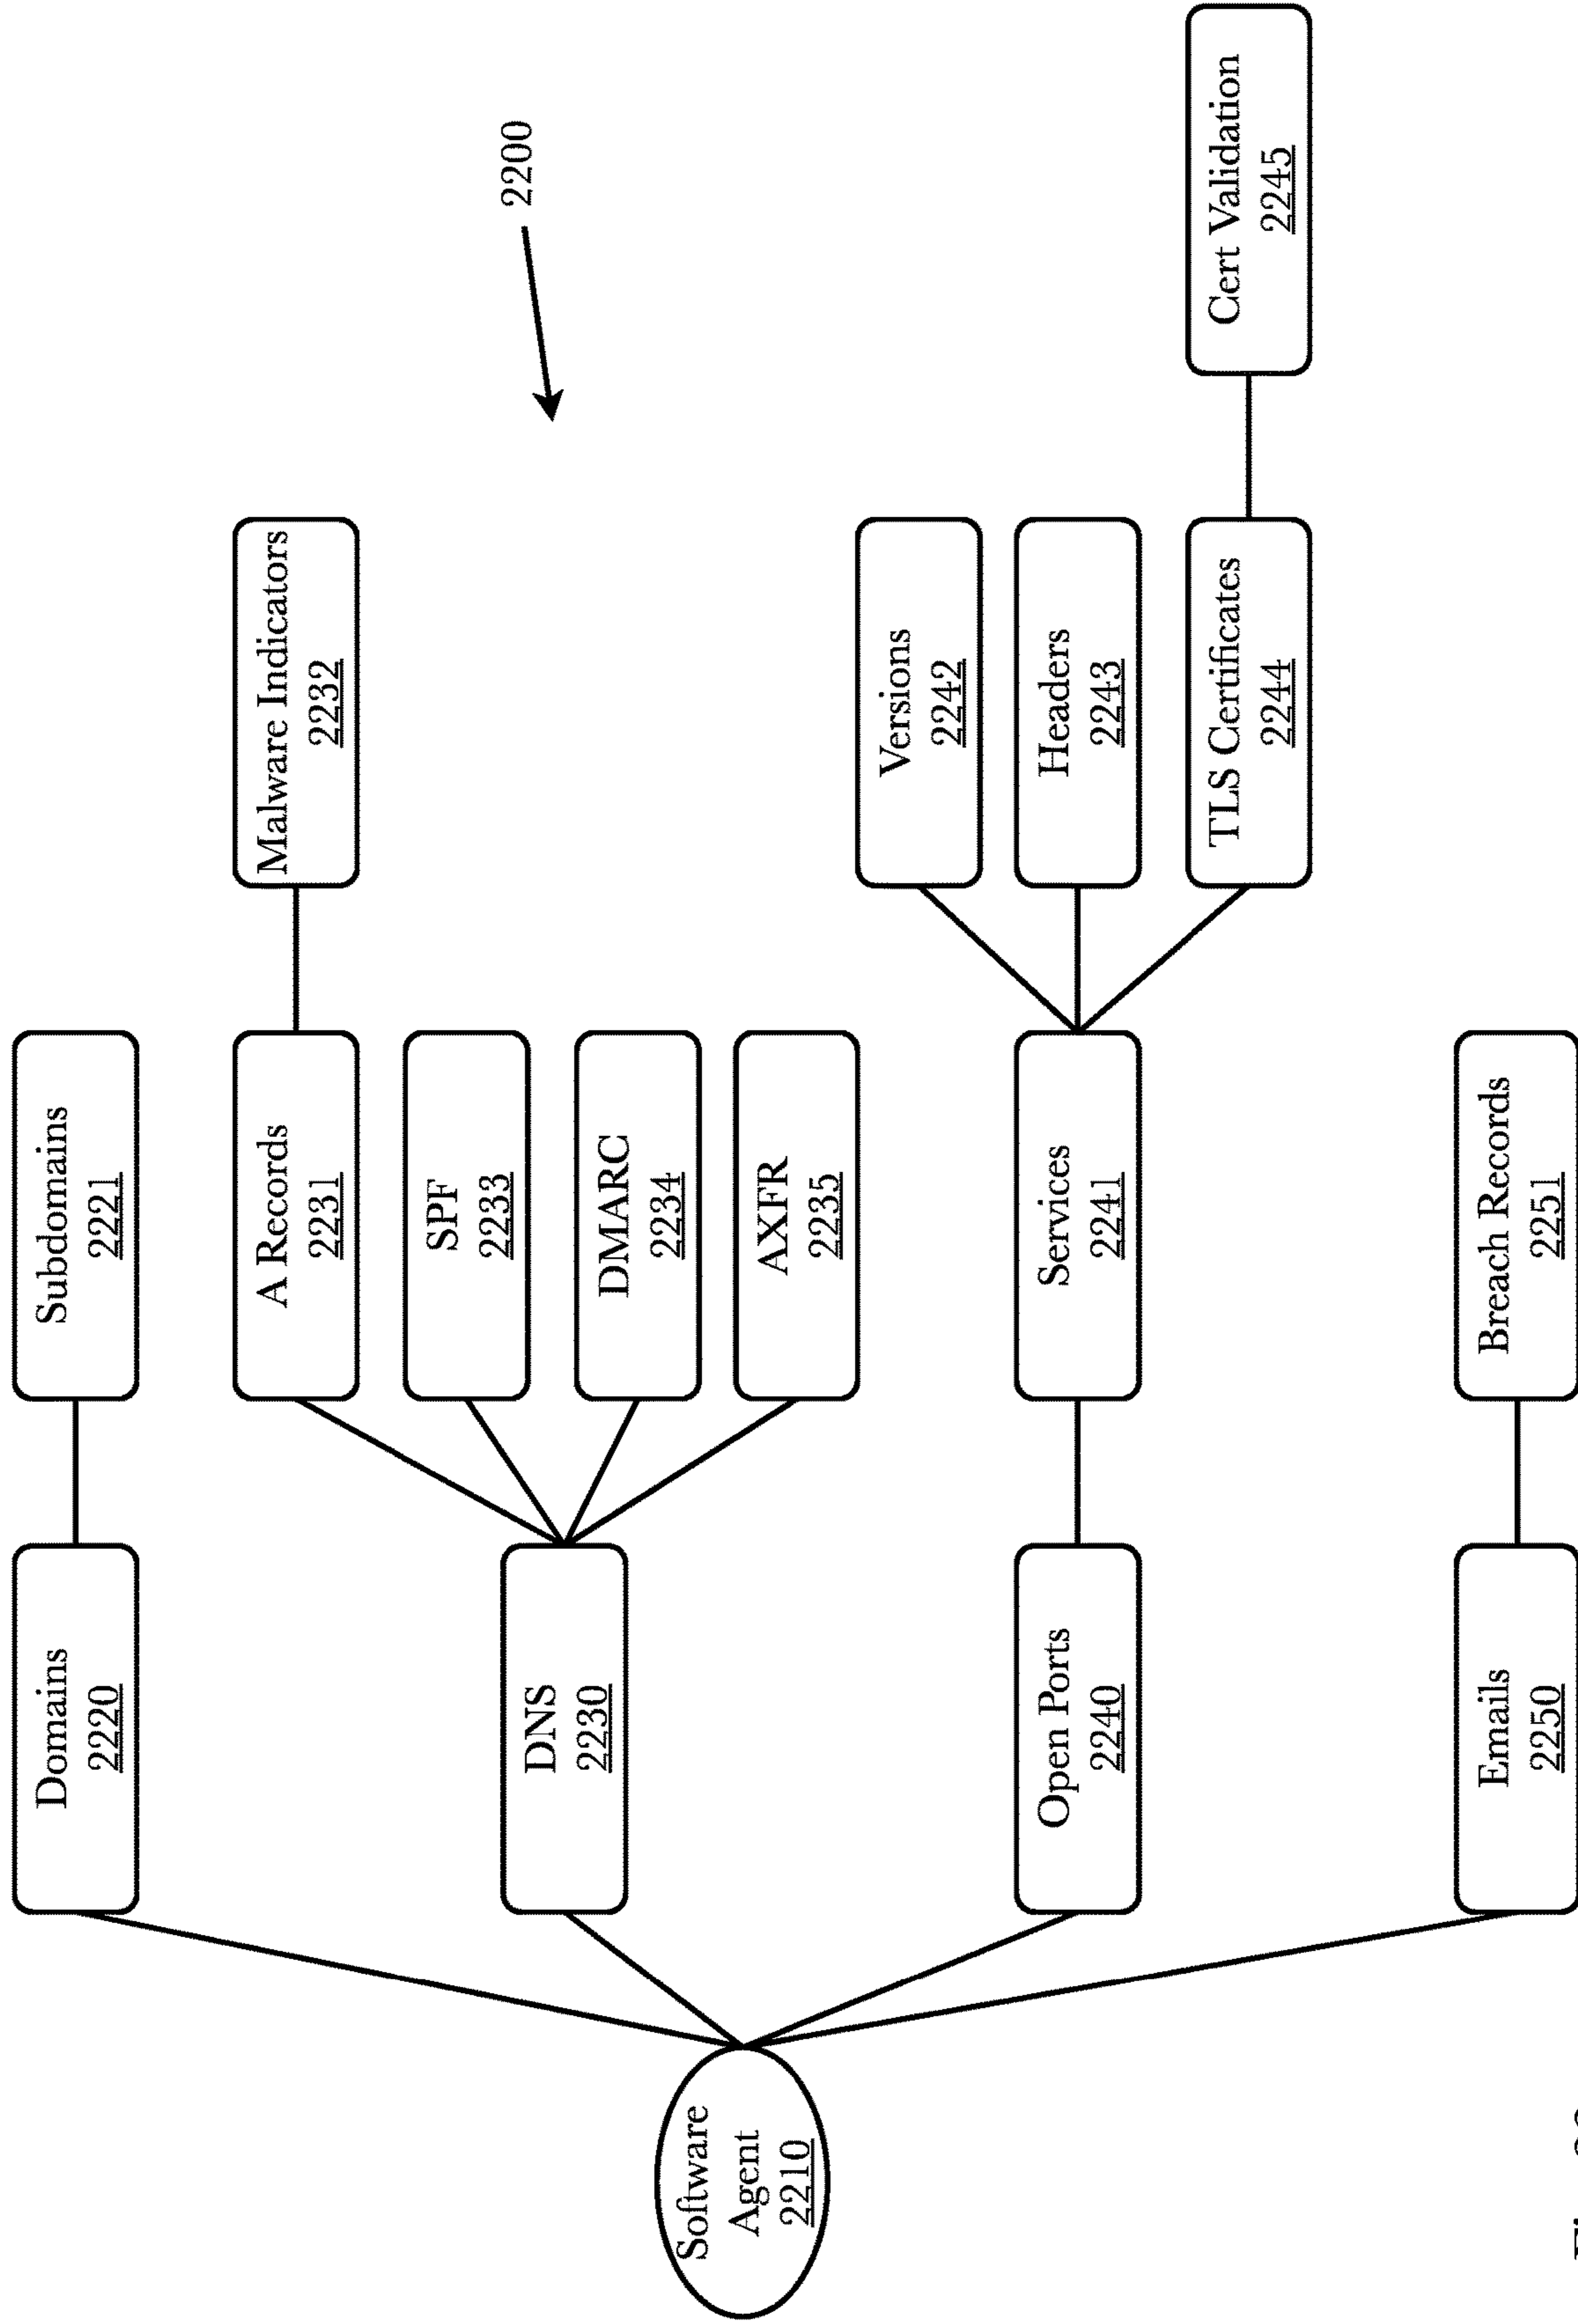 Domains
2220
Subdomains
2221
A Records
2231
Malware Indicators
2232
2200
SPF
2233
DNS
2230
DMARC
2234
AXFR
2235
Software
Agent
2210
Versions
2242
Open Ports
2240
Services
2241
Headers
2243
TLS Certificates
2244
Cert Validation
2245
Emails
2250
Breach Records
2251